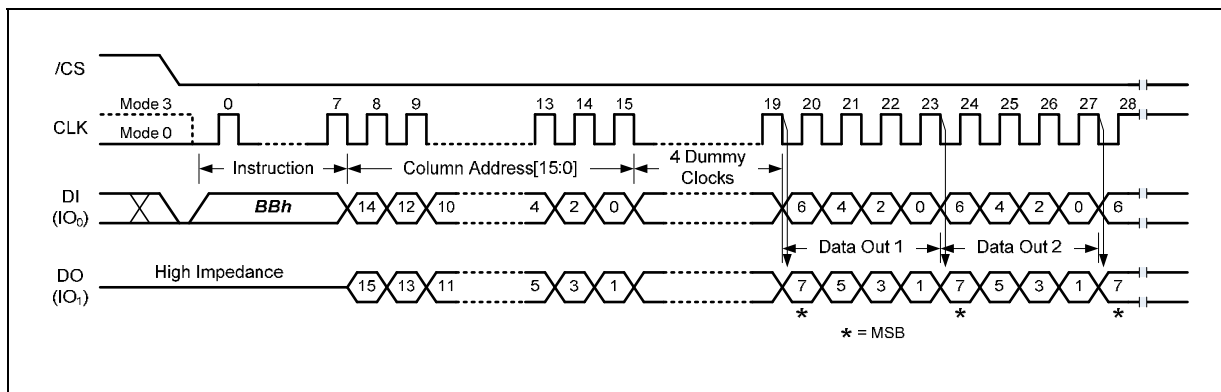 /CS
Mode 3 0 7 8 9 13 14 15 19 20 21 22 23 24 25 26 27 28
CLK Mode 0
Instruction Column Address[15:0] 4 Dummy
Clocks
DI
(IO0) BBh 14 12 10 4 2 0 6 4 2 0 6 4 2 0 6
Data Out 1 Data Out 2
High Impedance
DO
(IO1) 15 13 11 5 3 1 7 5 3 1 7 5 3 1 7
* * *
* = MSB